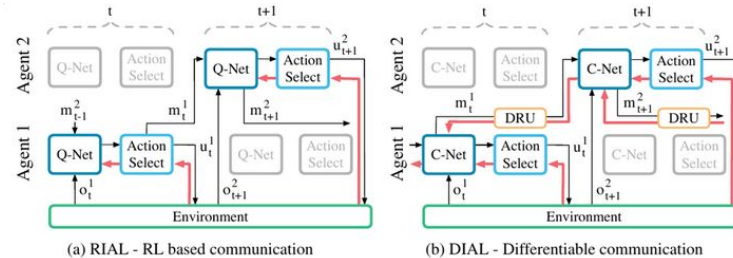 t
t+1
Agent 2
Q-Net
Action Select
Q-Net
Action Select
u²ₜ₊₁
m²ₜ₋₁
m¹ₜ
m²ₜ₊₁
Agent 1
Q-Net
Action Select
u¹ₜ
Q-Net
Action Select
o¹ₜ
o²ₜ₊₁
Environment
(a) RIAL - RL based communication
t
t+1
Agent 2
C-Net
Action Select
C-Net
Action Select
u²ₜ₊₁
m¹ₜ
DRU
m²ₜ₊₁
DRU
Agent 1
C-Net
Action Select
u¹ₜ
C-Net
Action Select
o¹ₜ
o²ₜ₊₁
Environment
(b) DIAL - Differentiable communication